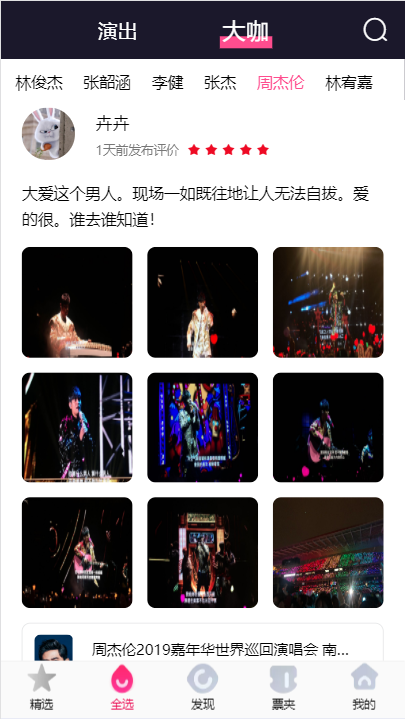 演出 大咖
林俊杰 张韶涵 李健 张杰 周杰伦 林宥嘉
卉卉
1天前发布评价
大爱这个男人。现场一如既往地让人无法自拔。爱
的很。谁去谁知道！
周杰伦2019嘉年华世界巡回演唱会 南...
精选 全选 发现 票夹 我的